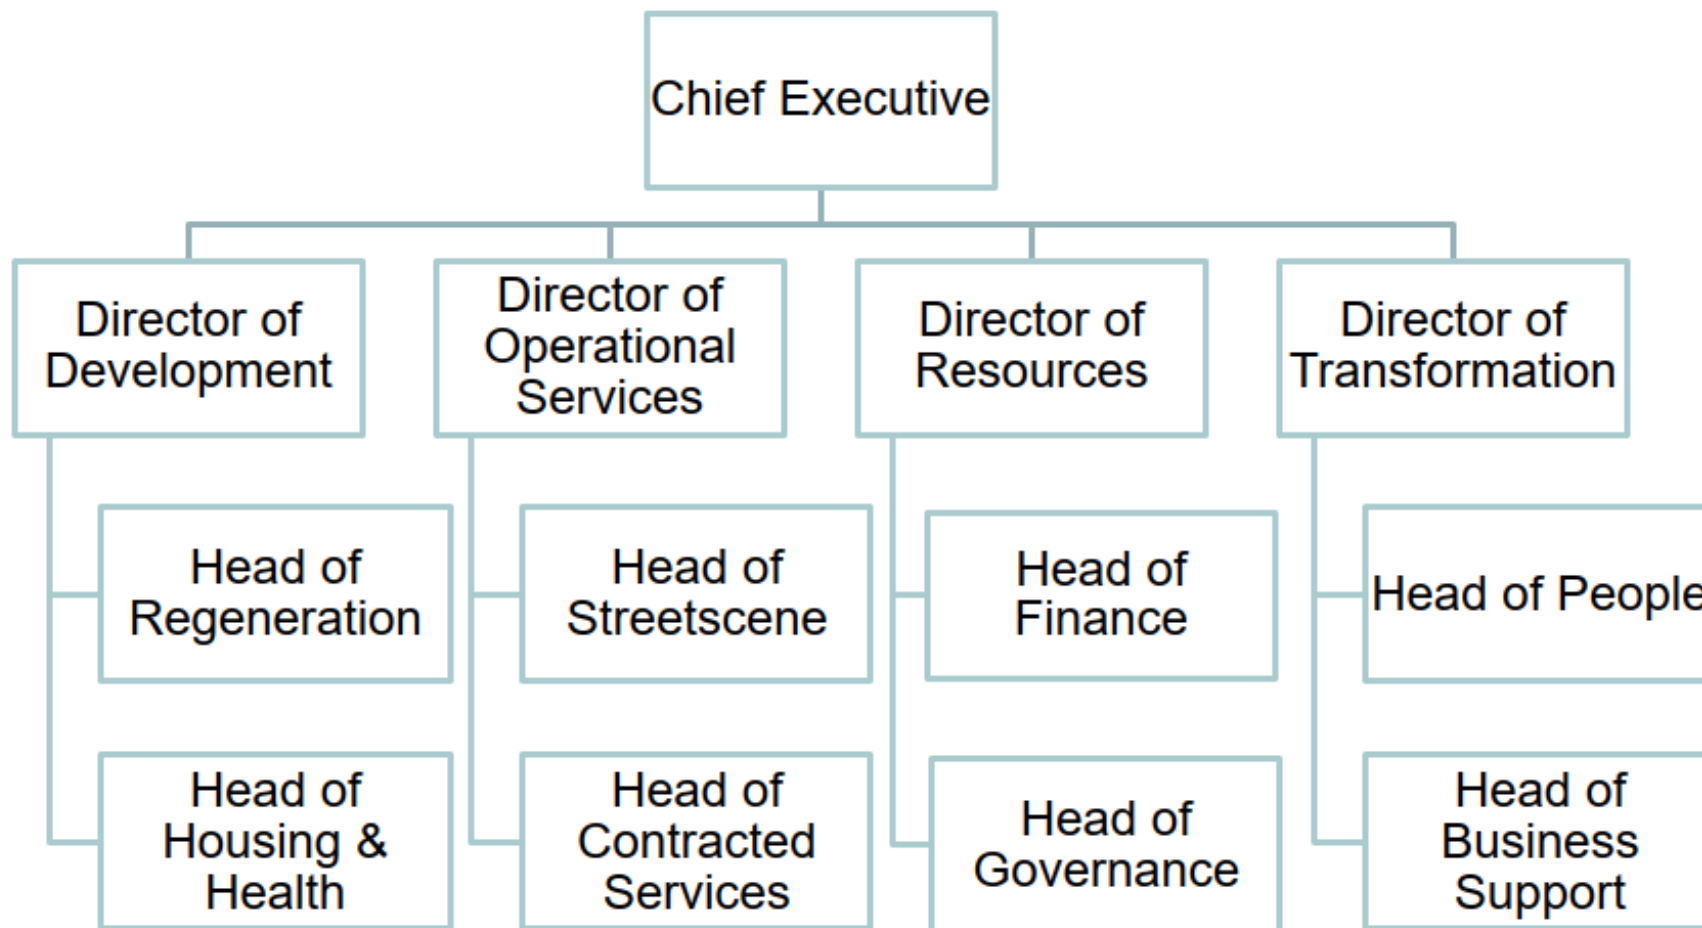 Chief Executive
Director of
Development
Director of
Operational
Services
Director of
Resources
Director of
Transformation
Head of
Regeneration
Head of
Streetscene
Head of
Finance
Head of People
Head of
Housing &
Health
Head of
Contracted
Services
Head of
Governance
Head of
Business
Support